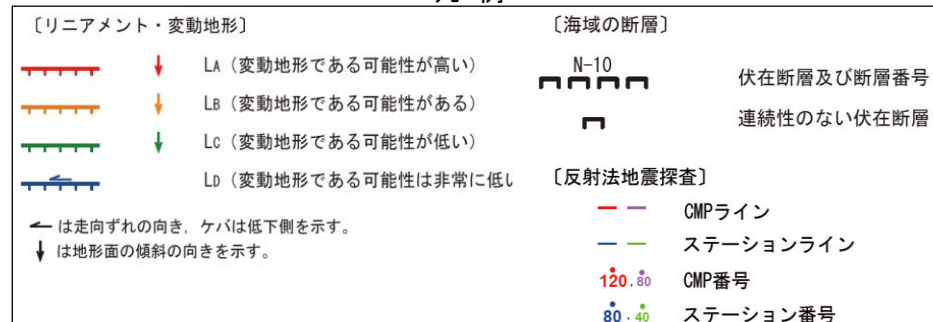 〔リニアメント・変動地形〕
LA（変動地形である可能性が高い）
LB（変動地形である可能性がある）
LC（変動地形である可能性が低い）
LD（変動地形である可能性は非常に低い
は走向ずれの向き，ケバは低下側を示す。
は地形面の傾斜の向きを示す。
〔海域の断層〕
N-10
伏在断層及び断層番号
連続性のない伏在断層
〔反射法地震探査〕
CMPライン
ステーションライン
120，80 CMP番号
80・40 ステーション番号